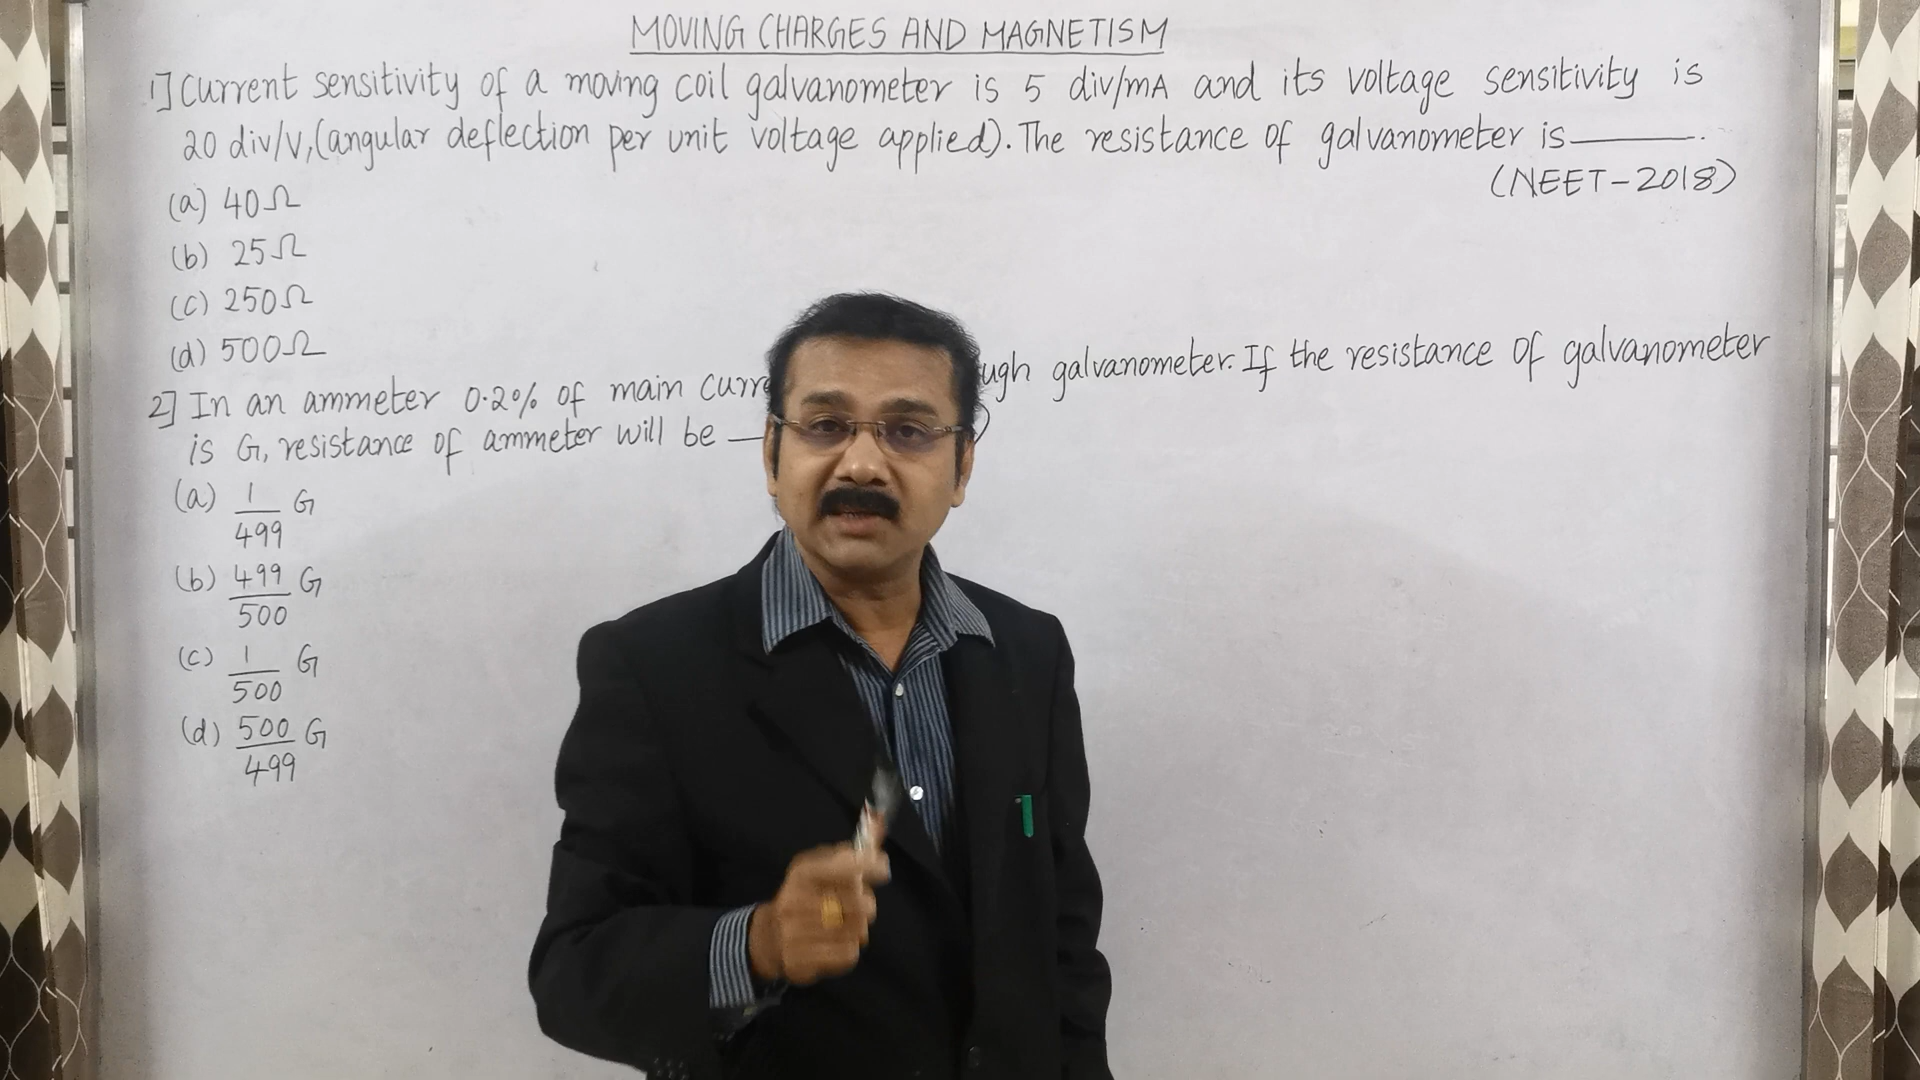 MOVING CHARGES AND MAGNETISM
1] Current sensitivity of a moving coil galvanometer is 5 div/mA and its voltage sensitivity is
20 div/V, (angular deflection per unit voltage applied). The resistance of galvanometer is ______.
(NEET-2018)
(a) 40Ω
(b) 25Ω
(c) 250Ω
(d) 500Ω
2] In an ammeter 0.2% of main galvanometer. If the resistance of galvanometer
is G, resistance of ammeter will be __
(a) 1/499 G
(b) 499/500 G
(c) 1/500 G
(d) 500/499 G